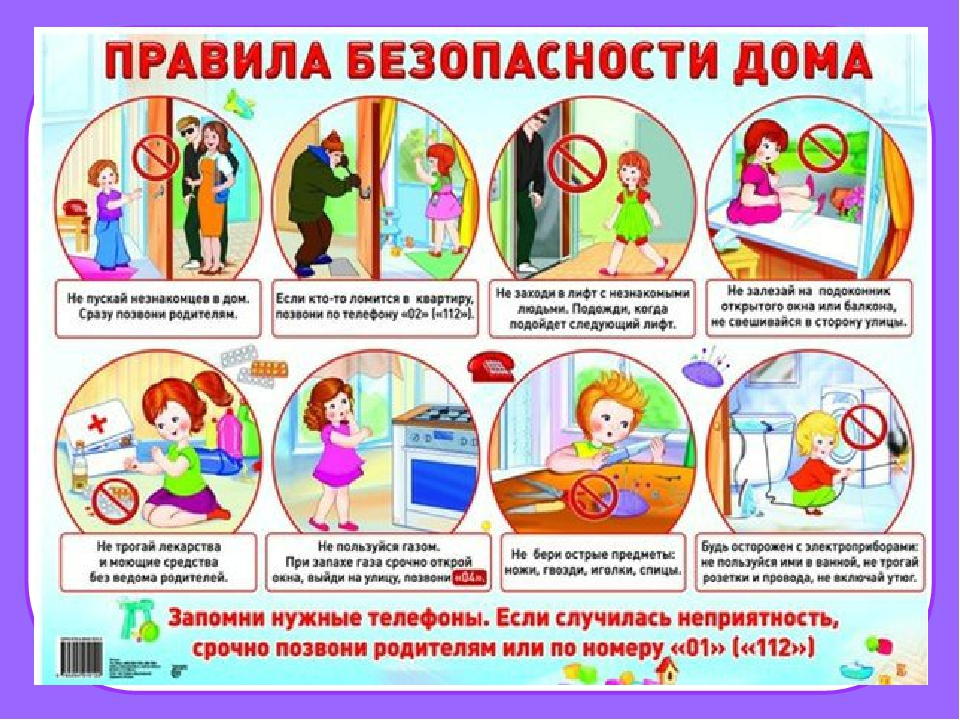 ПРАВИЛА БЕЗОПАСНОСТИ ДОМА
Не пускай незнакомцев в дом.
Сразу позвони родителям.
Если кто-то ломится в квартиру,
позвони по телефону «02» («112»).
Не заходи в лифт с незнакомыми
людьми. Подожди, когда
подойдет следующий лифт.
Не залезай на подоконник
открытого окна или балкона,
не свешивайся в сторону улицы.
Не трогай лекарства
и моющие средства
без ведома родителей.
Не пользуйся газом.
При запахе газа срочно открой
окна, выйди на улицу, позвони «04».
Не бери острые предметы:
ножи, гвозди, иголки, спицы.
Будь осторожен с электроприборами:
не пользуйся ими в ванной, не трогай
розетки и провода, не включай утюг.
Запомни нужные телефоны. Если случилась неприятность,
срочно позвони родителям или по номеру «01» («112»)